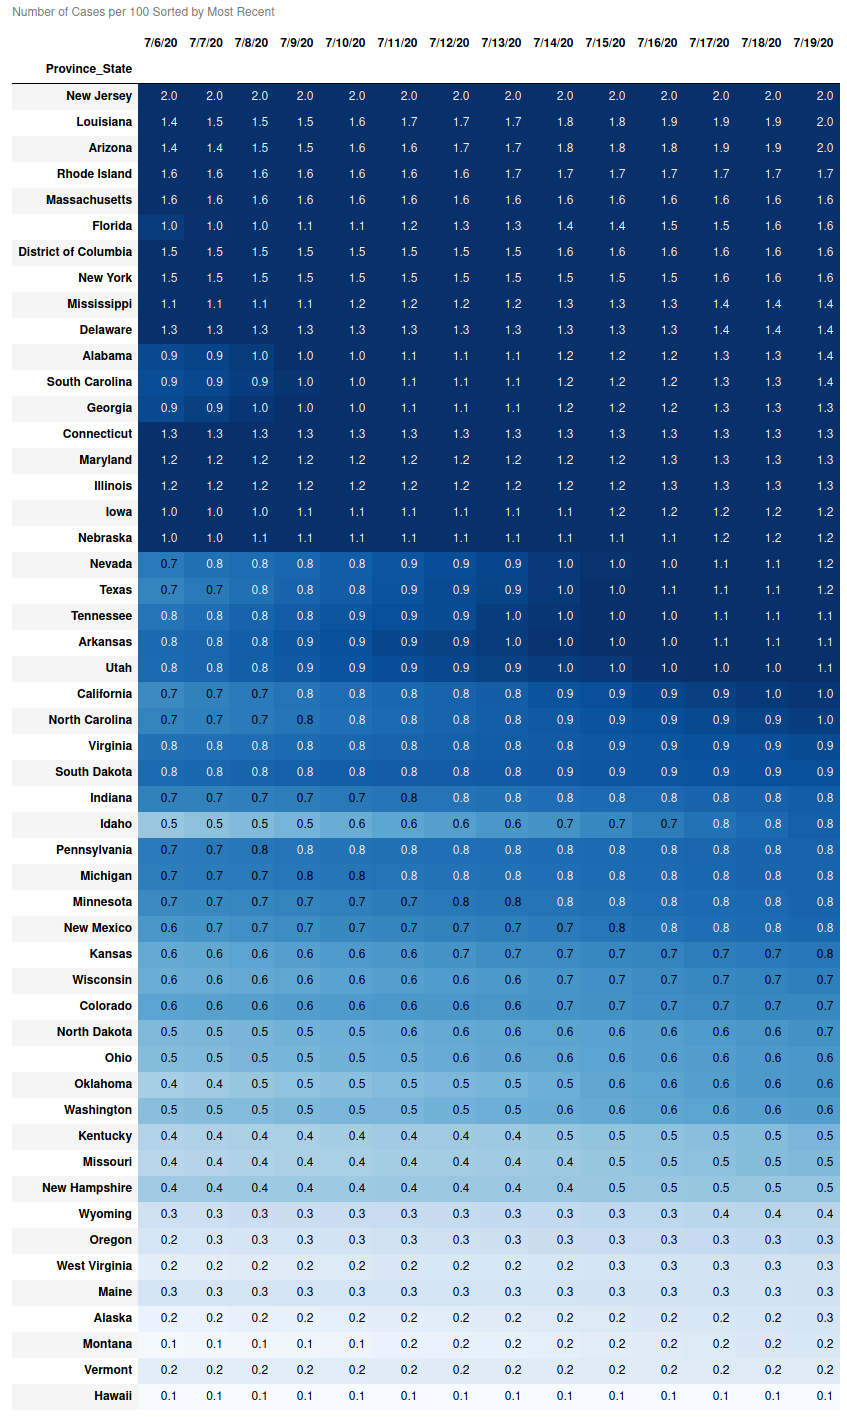 Number of Cases per 100 Sorted by Most Recent
7/6/20 7/7/20 7/8/20 7/9/20 7/10/20 7/11/20 7/12/20 7/13/20 7/14/20 7/15/20 7/16/20 7/17/20 7/18/20 7/19/20
Province_State
New Jersey 2.0 2.0 2.0 2.0 2.0 2.0 2.0 2.0 2.0 2.0 2.0 2.0 2.0 2.0
Louisiana 1.4 1.5 1.5 1.5 1.6 1.7 1.7 1.7 1.8 1.8 1.9 1.9 1.9 2.0
Arizona 1.4 1.4 1.5 1.5 1.6 1.6 1.7 1.7 1.8 1.8 1.8 1.9 1.9 2.0
Rhode Island 1.6 1.6 1.6 1.6 1.6 1.6 1.6 1.7 1.7 1.7 1.7 1.7 1.7 1.7
Massachusetts 1.6 1.6 1.6 1.6 1.6 1.6 1.6 1.6 1.6 1.6 1.6 1.6 1.6 1.6
Florida 1.0 1.0 1.0 1.1 1.1 1.2 1.3 1.3 1.4 1.4 1.5 1.5 1.6 1.6
District of Columbia 1.5 1.5 1.5 1.5 1.5 1.5 1.5 1.5 1.6 1.6 1.6 1.6 1.6 1.6
New York 1.5 1.5 1.5 1.5 1.5 1.5 1.5 1.5 1.5 1.5 1.5 1.6 1.6 1.6
Mississippi 1.1 1.1 1.1 1.1 1.2 1.2 1.2 1.2 1.3 1.3 1.3 1.4 1.4 1.4
Delaware 1.3 1.3 1.3 1.3 1.3 1.3 1.3 1.3 1.3 1.3 1.3 1.4 1.4 1.4
Alabama 0.9 0.9 1.0 1.0 1.0 1.1 1.1 1.1 1.2 1.2 1.2 1.3 1.3 1.4
South Carolina 0.9 0.9 0.9 1.0 1.0 1.1 1.1 1.1 1.2 1.2 1.2 1.3 1.3 1.4
Georgia 0.9 0.9 1.0 1.0 1.0 1.1 1.1 1.1 1.2 1.2 1.2 1.3 1.3 1.3
Connecticut 1.3 1.3 1.3 1.3 1.3 1.3 1.3 1.3 1.3 1.3 1.3 1.3 1.3 1.3
Maryland 1.2 1.2 1.2 1.2 1.2 1.2 1.2 1.2 1.2 1.2 1.3 1.3 1.3 1.3
Illinois 1.2 1.2 1.2 1.2 1.2 1.2 1.2 1.2 1.2 1.2 1.3 1.3 1.3 1.3
Iowa 1.0 1.0 1.0 1.1 1.1 1.1 1.1 1.1 1.1 1.2 1.2 1.2 1.2 1.2
Nebraska 1.0 1.0 1.1 1.1 1.1 1.1 1.1 1.1 1.1 1.1 1.1 1.2 1.2 1.2
Nevada 0.7 0.8 0.8 0.8 0.8 0.9 0.9 0.9 1.0 1.0 1.0 1.1 1.1 1.2
Texas 0.7 0.7 0.8 0.8 0.8 0.9 0.9 0.9 1.0 1.0 1.1 1.1 1.1 1.2
Tennessee 0.8 0.8 0.8 0.8 0.9 0.9 0.9 1.0 1.0 1.0 1.0 1.1 1.1 1.1
Arkansas 0.8 0.8 0.8 0.9 0.9 0.9 0.9 1.0 1.0 1.0 1.0 1.1 1.1 1.1
Utah 0.8 0.8 0.8 0.9 0.9 0.9 0.9 0.9 1.0 1.0 1.0 1.0 1.0 1.1
California 0.7 0.7 0.7 0.8 0.8 0.8 0.8 0.8 0.9 0.9 0.9 0.9 1.0 1.0
North Carolina 0.7 0.7 0.7 0.8 0.8 0.8 0.8 0.8 0.9 0.9 0.9 0.9 0.9 1.0
Virginia 0.8 0.8 0.8 0.8 0.8 0.8 0.8 0.8 0.8 0.9 0.9 0.9 0.9 0.9
South Dakota 0.8 0.8 0.8 0.8 0.8 0.8 0.8 0.8 0.9 0.9 0.9 0.9 0.9 0.9
Indiana 0.7 0.7 0.7 0.7 0.7 0.8 0.8 0.8 0.8 0.8 0.8 0.8 0.8 0.8
Idaho 0.5 0.5 0.5 0.5 0.6 0.6 0.6 0.6 0.7 0.7 0.7 0.8 0.8 0.8
Pennsylvania 0.7 0.7 0.8 0.8 0.8 0.8 0.8 0.8 0.8 0.8 0.8 0.8 0.8 0.8
Michigan 0.7 0.7 0.7 0.8 0.8 0.8 0.8 0.8 0.8 0.8 0.8 0.8 0.8 0.8
Minnesota 0.7 0.7 0.7 0.7 0.7 0.7 0.8 0.8 0.8 0.8 0.8 0.8 0.8 0.8
New Mexico 0.6 0.7 0.7 0.7 0.7 0.7 0.7 0.7 0.7 0.8 0.8 0.8 0.8 0.8
Kansas 0.6 0.6 0.6 0.6 0.6 0.6 0.7 0.7 0.7 0.7 0.7 0.7 0.7 0.8
Wisconsin 0.6 0.6 0.6 0.6 0.6 0.6 0.6 0.6 0.7 0.7 0.7 0.7 0.7 0.7
Colorado 0.6 0.6 0.6 0.6 0.6 0.6 0.6 0.6 0.7 0.7 0.7 0.7 0.7 0.7
North Dakota 0.5 0.5 0.5 0.5 0.5 0.6 0.6 0.6 0.6 0.6 0.6 0.6 0.6 0.7
Ohio 0.5 0.5 0.5 0.5 0.5 0.5 0.6 0.6 0.6 0.6 0.6 0.6 0.6 0.6
Oklahoma 0.4 0.4 0.5 0.5 0.5 0.5 0.5 0.5 0.5 0.6 0.6 0.6 0.6 0.6
Washington 0.5 0.5 0.5 0.5 0.5 0.5 0.5 0.5 0.6 0.6 0.6 0.6 0.6 0.6
Kentucky 0.4 0.4 0.4 0.4 0.4 0.4 0.4 0.4 0.5 0.5 0.5 0.5 0.5 0.5
Missouri 0.4 0.4 0.4 0.4 0.4 0.4 0.4 0.4 0.4 0.5 0.5 0.5 0.5 0.5
New Hampshire 0.4 0.4 0.4 0.4 0.4 0.4 0.4 0.4 0.4 0.5 0.5 0.5 0.5 0.5
Wyoming 0.3 0.3 0.3 0.3 0.3 0.3 0.3 0.3 0.3 0.3 0.3 0.4 0.4 0.4
Oregon 0.2 0.3 0.3 0.3 0.3 0.3 0.3 0.3 0.3 0.3 0.3 0.3 0.3 0.3
West Virginia 0.2 0.2 0.2 0.2 0.2 0.2 0.2 0.2 0.2 0.3 0.3 0.3 0.3 0.3
Maine 0.3 0.3 0.3 0.3 0.3 0.3 0.3 0.3 0.3 0.3 0.3 0.3 0.3 0.3
Alaska 0.2 0.2 0.2 0.2 0.2 0.2 0.2 0.2 0.2 0.2 0.2 0.2 0.2 0.3
Montana 0.1 0.1 0.1 0.1 0.1 0.2 0.2 0.2 0.2 0.2 0.2 0.2 0.2 0.2
Vermont 0.2 0.2 0.2 0.2 0.2 0.2 0.2 0.2 0.2 0.2 0.2 0.2 0.2 0.2
Hawaii 0.1 0.1 0.1 0.1 0.1 0.1 0.1 0.1 0.1 0.1 0.1 0.1 0.1 0.1